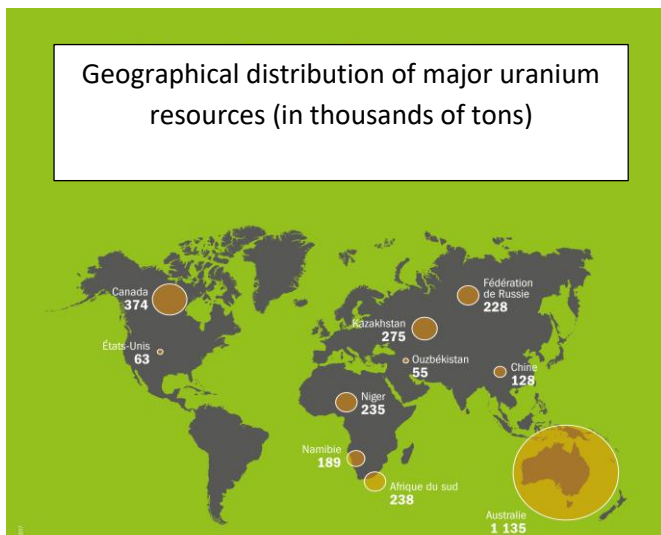 Geographical distribution of major uranium
resources (in thousands of tons)
Canada
374
États-Unis
63
Fédération
de Russie
228
Kazakhstan
275
Ouzbékistan
55
Chine
128
Niger
235
Namibie
189
Afrique du sud
238
Australie
1 135